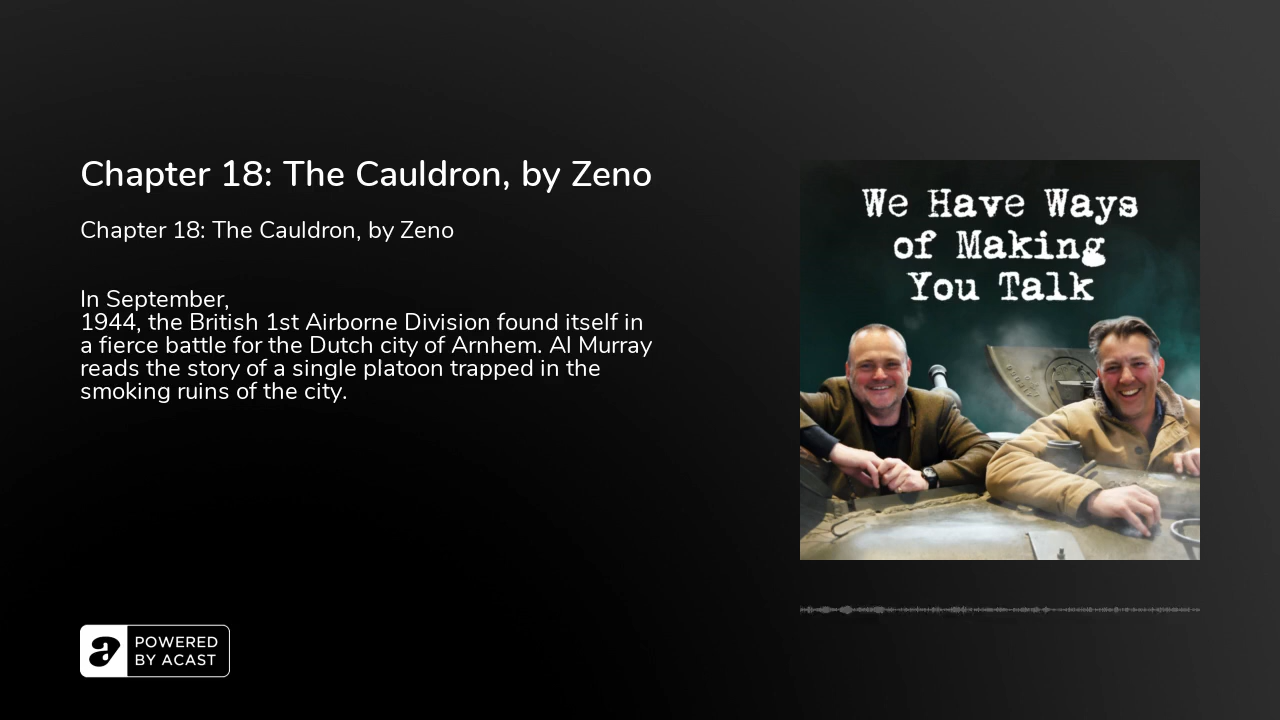 Chapter 18: The Cauldron, by Zeno
Chapter 18: The Cauldron, by Zeno
In September,
1944, the British 1st Airborne Division found itself in
a fierce battle for the Dutch city of Arnhem. Al Murray
reads the story of a single platoon trapped in the
smoking ruins of the city.
We Have Ways
of Making
You Talk
a POWERED
BY ACAST